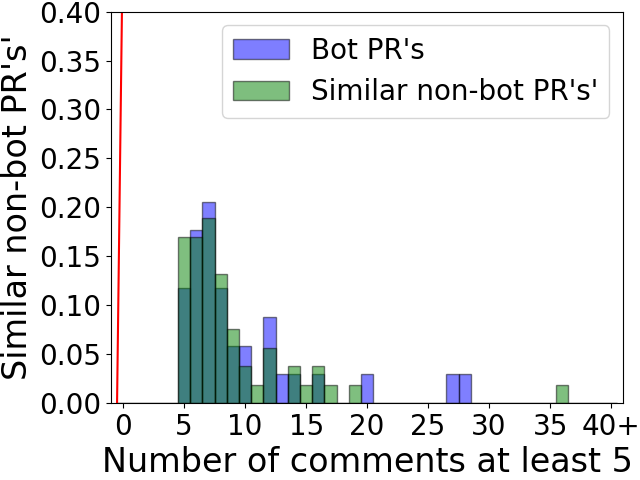 Similar non-bot PR's'
0.40
0.35
0.30
0.25
0.20
0.15
0.10
0.05
0.00
Bot PR's
Similar non-bot PR's'
0 5 10 15 20 25 30 35 40+
Number of comments at least 5